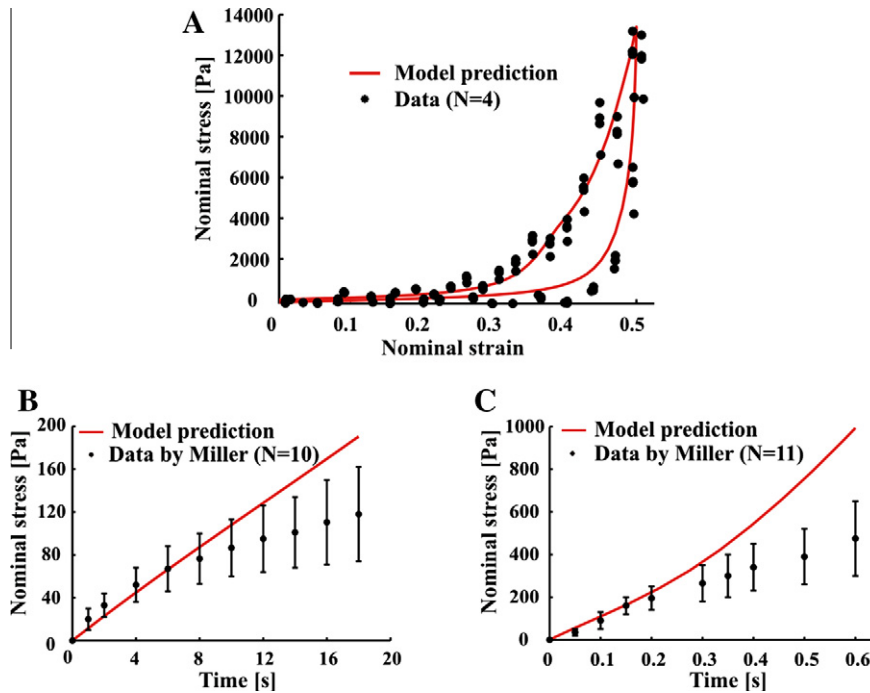 A
14000
12000
10000
8000
6000
4000
2000
0
Nominal stress [Pa]
Model prediction
Data (N=4)
0 0.1 0.2 0.3 0.4 0.5
Nominal strain
B
200
160
120
80
40
0
Nominal stress [Pa]
Model prediction
Data by Miller (N=10)
0 4 8 12 16 20
Time [s]
C
1000
800
600
400
200
0
Nominal stress [Pa]
Model prediction
Data by Miller (N=11)
0 0.1 0.2 0.3 0.4 0.5 0.6
Time [s]